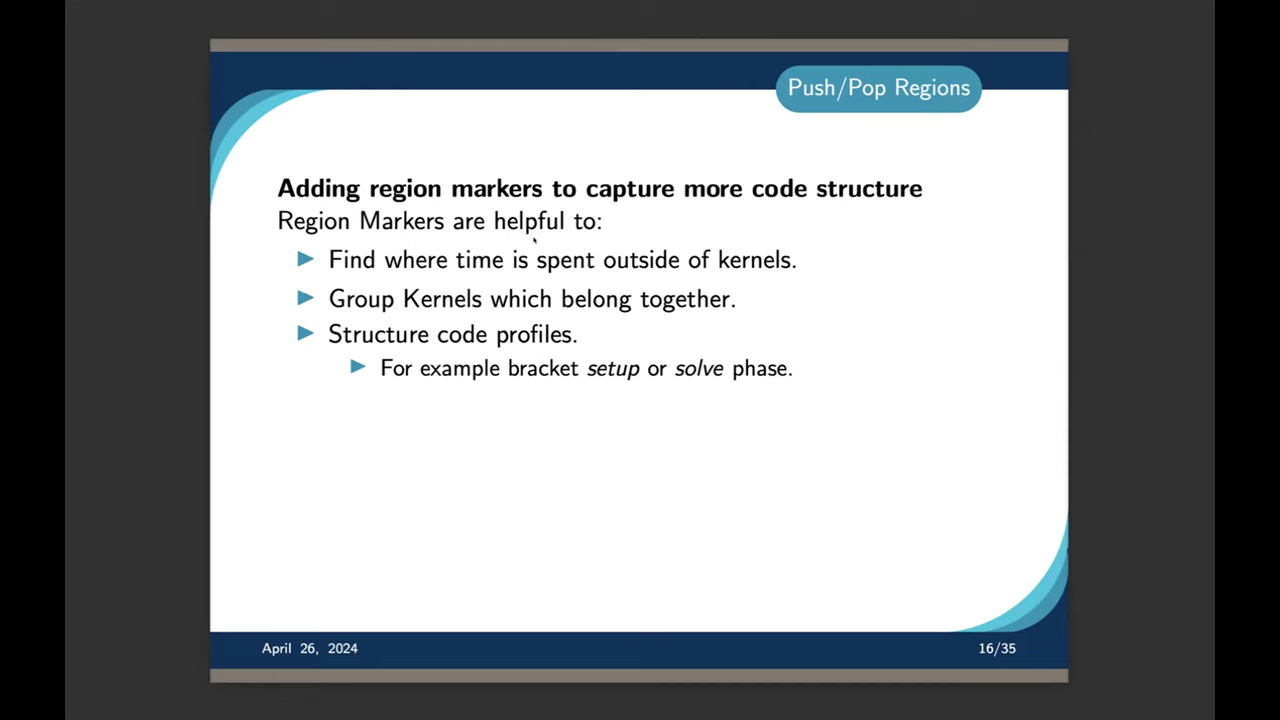 Push/Pop Regions
Adding region markers to capture more code structure
Region Markers are helpful to:
Find where time is spent outside of kernels.
Group Kernels which belong together.
Structure code profiles.
For example bracket setup or solve phase.
April 26, 2024
16/35